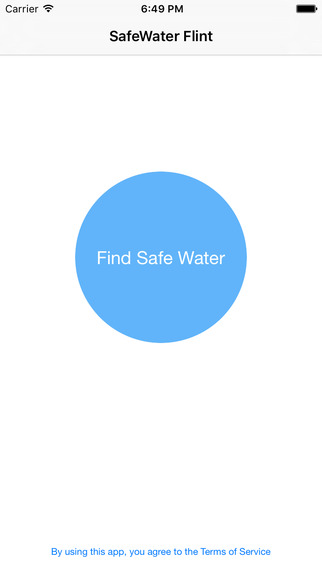 Carrier 6:49 PM
SafeWater Flint
Find Safe Water
By using this app, you agree to the Terms of Service